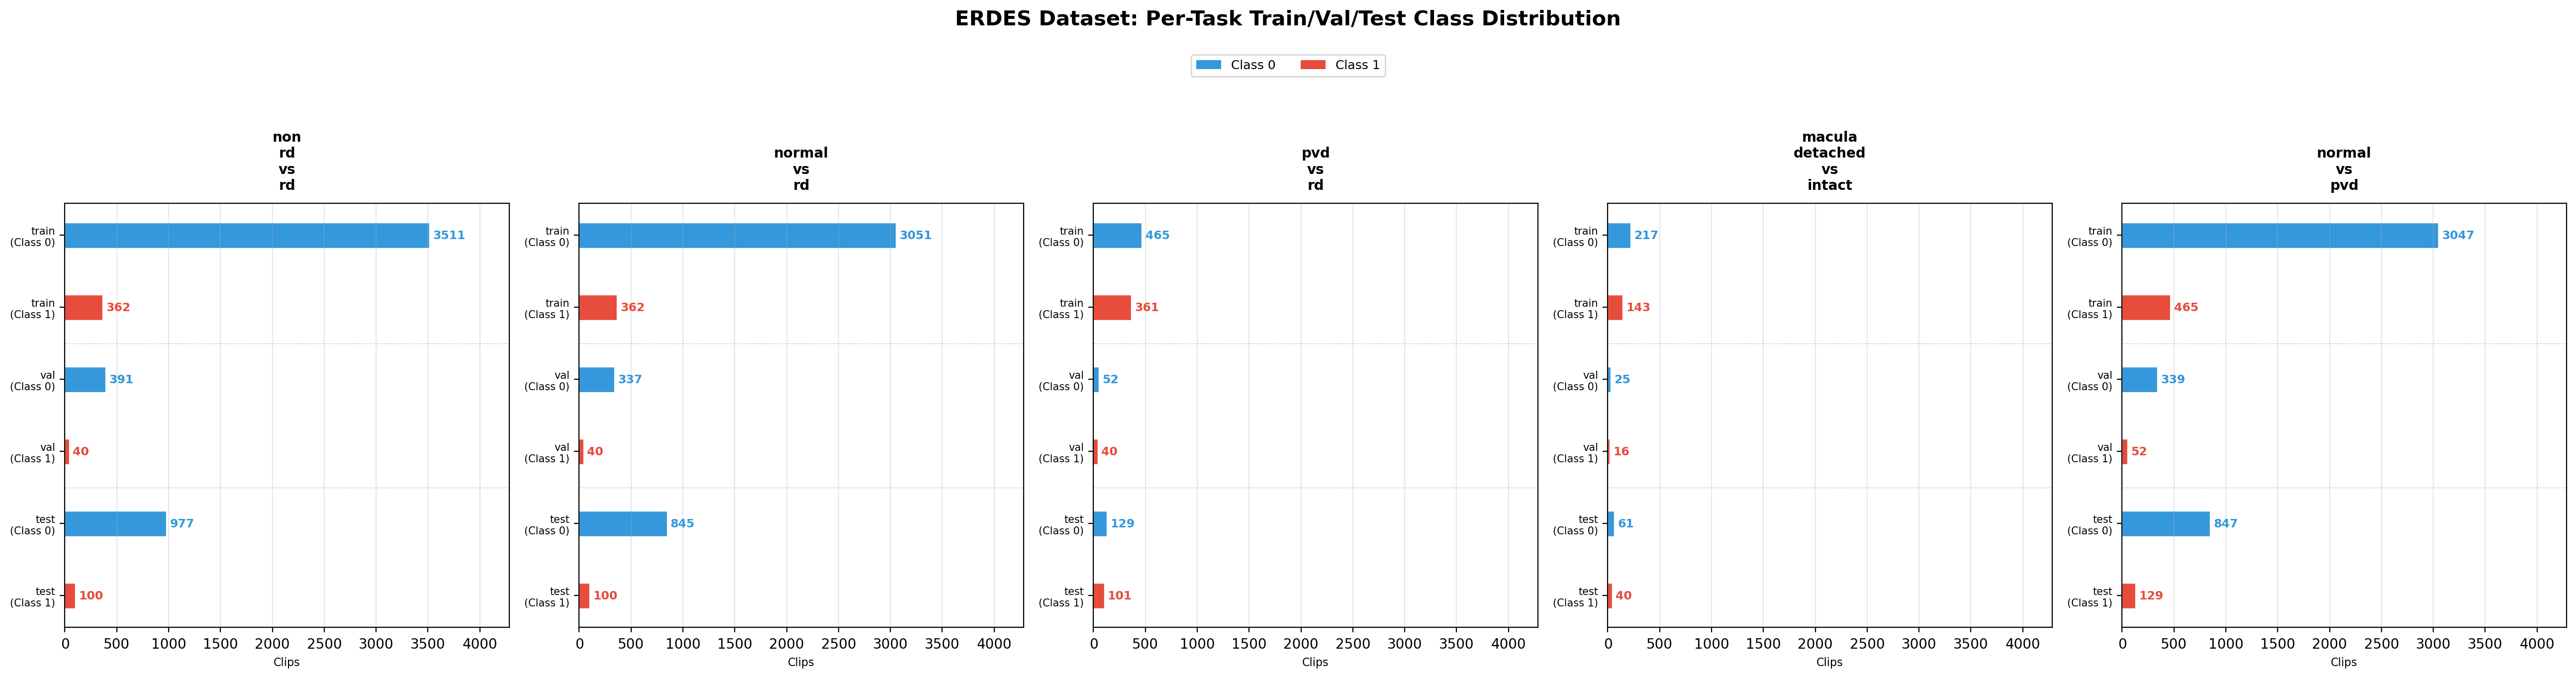 ERDES Dataset: Per-Task Train/Val/Test Class Distribution
Class 0
Class 1
non
rd
vs
rd
train
(Class 0)
3511
train
(Class 1)
362
val
(Class 0)
391
val
(Class 1)
40
test
(Class 0)
977
test
(Class 1)
100
0 500 1000 1500 2000 2500 3000 3500 4000
Clips
normal
vs
rd
train
(Class 0)
3051
train
(Class 1)
362
val
(Class 0)
337
val
(Class 1)
40
test
(Class 0)
845
test
(Class 1)
100
0 500 1000 1500 2000 2500 3000 3500 4000
Clips
pvd
vs
rd
train
(Class 0)
465
train
(Class 1)
361
val
(Class 0)
52
val
(Class 1)
40
test
(Class 0)
129
test
(Class 1)
101
0 500 1000 1500 2000 2500 3000 3500 4000
Clips
macula
detached
vs
intact
train
(Class 0)
217
train
(Class 1)
143
val
(Class 0)
25
val
(Class 1)
16
test
(Class 0)
61
test
(Class 1)
40
0 500 1000 1500 2000 2500 3000 3500 4000
Clips
normal
vs
pvd
train
(Class 0)
3047
train
(Class 1)
465
val
(Class 0)
339
val
(Class 1)
52
test
(Class 0)
847
test
(Class 1)
129
0 500 1000 1500 2000 2500 3000 3500 4000
Clips